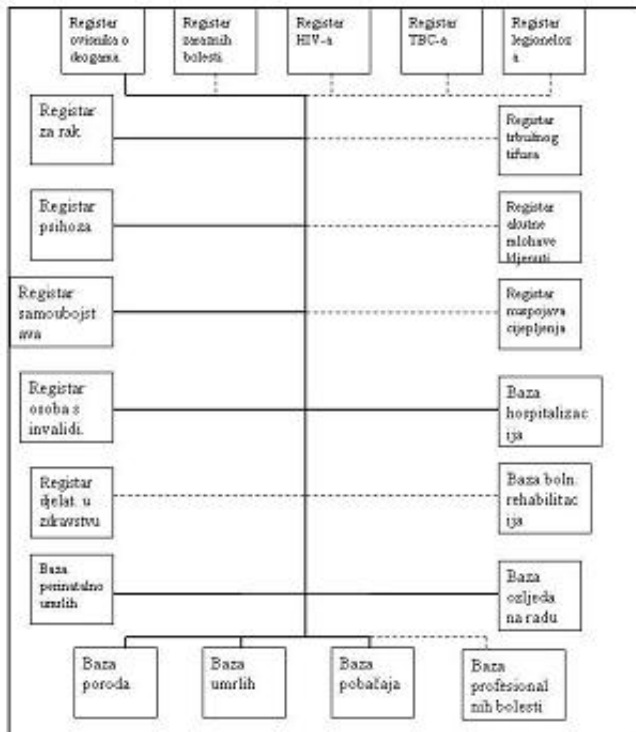 Registar
ovisnika o
drogama
Registar
zaraznih
bolesti
Registar
HIV-a
Registar
TBC-a
Registar
legioneloz
a
Registar
za rak
Registar
trbušnog
tifusa
Registar
psihoza
Registar
akutne
mlohave
kljenuti
Registar
samoubojst
ava
Registar
nuspojava
cijepljenja
Registar
osoba s
invalidi.
Baza
hospitalizac
ija
Registar
djelat. u
zdravstvu
Baza boln.
rehabilitac
ija
Baza
perinatalno
umrlih
Baza
ozljeda
na radu
Baza
poroda
Baza
umrlih
Baza
pobačaja
Baza
profesional
nih bolesti